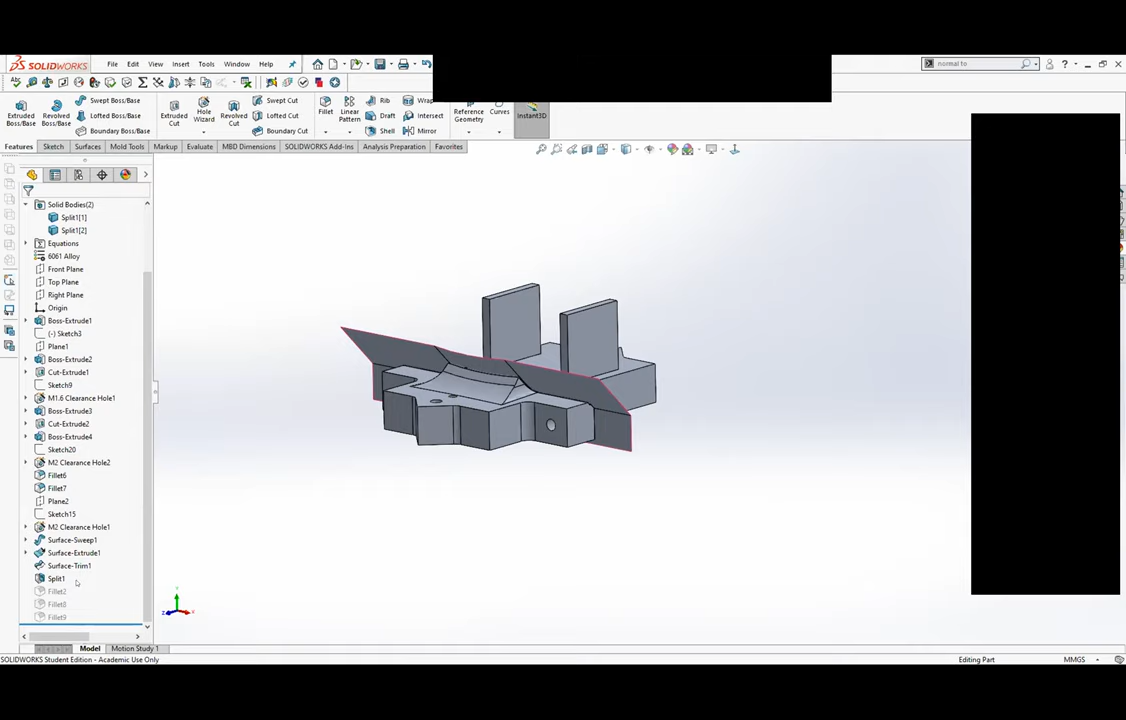 SOLIDWORKS File Edit View Insert Tools Window Help normal to
Swept Boss/Base Swept Cut Rib Wrap
Extruded Boss/Base Revolved Boss/Base Lofted Boss/Base Extruded Cut Hole Wizard Revolved Cut Lofted Cut Fillet Linear Pattern Draft Intersect Reference Geometry Curves Instant3D
Boundary Boss/Base Boundary Cut Shell Mirror
Features Sketch Surfaces Mold Tools Markup Evaluate MBD Dimensions SOLIDWORKS Add-Ins Analysis Preparation Favorites
Solid Bodies(2)
Split1[1]
Split1[2]
Equations
6061 Alloy
Front Plane
Top Plane
Right Plane
Origin
Boss-Extrude1
(-) Sketch3
Plane1
Boss-Extrude2
Cut-Extrude1
Sketch9
M1.6 Clearance Hole1
Boss-Extrude3
Cut-Extrude2
Boss-Extrude4
Sketch20
M2 Clearance Hole2
Fillet6
Fillet7
Plane2
Sketch15
M2 Clearance Hole1
Surface-Sweep1
Surface-Extrude1
Surface-Trim1
Split1
Fillet2
Fillet8
Fillet9
Model Motion Study 1
SOLIDWORKS Student Edition - Academic Use Only Editing Part MMGS